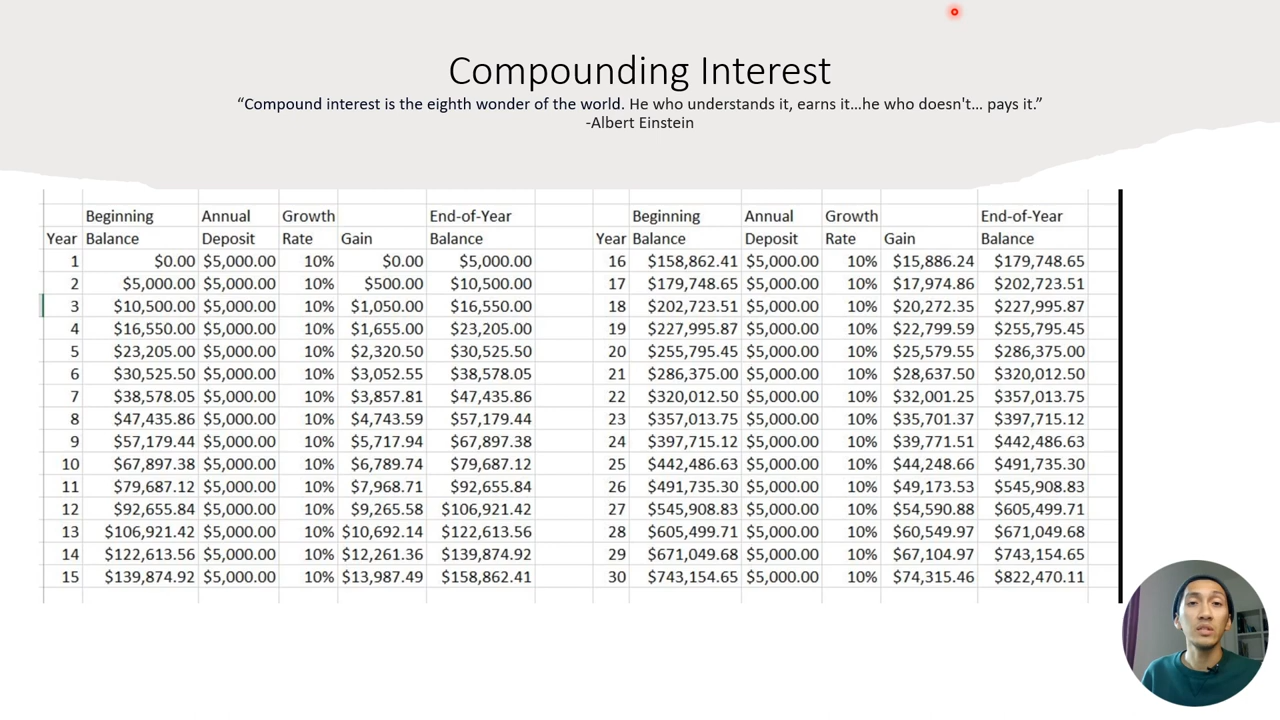 Compounding Interest
“Compound interest is the eighth wonder of the world. He who understands it, earns it…he who doesn't… pays it.”
-Albert Einstein
Beginning Annual Growth End-of-Year Beginning Annual Growth End-of-Year
Year Balance Deposit Rate Gain Balance Year Balance Deposit Rate Gain Balance
1 $0.00 $5,000.00 10% $0.00 $5,000.00 16 $158,862.41 $5,000.00 10% $15,886.24 $179,748.65
2 $5,000.00 $5,000.00 10% $500.00 $10,500.00 17 $179,748.65 $5,000.00 10% $17,974.86 $202,723.51
3 $10,500.00 $5,000.00 10% $1,050.00 $16,550.00 18 $202,723.51 $5,000.00 10% $20,272.35 $227,995.87
4 $16,550.00 $5,000.00 10% $1,655.00 $23,205.00 19 $227,995.87 $5,000.00 10% $22,799.59 $255,795.45
5 $23,205.00 $5,000.00 10% $2,320.50 $30,525.50 20 $255,795.45 $5,000.00 10% $25,579.55 $286,375.00
6 $30,525.50 $5,000.00 10% $3,052.55 $38,578.05 21 $286,375.00 $5,000.00 10% $28,637.50 $320,012.50
7 $38,578.05 $5,000.00 10% $3,857.81 $47,435.86 22 $320,012.50 $5,000.00 10% $32,001.25 $357,013.75
8 $47,435.86 $5,000.00 10% $4,743.59 $57,179.44 23 $357,013.75 $5,000.00 10% $35,701.37 $397,715.12
9 $57,179.44 $5,000.00 10% $5,717.94 $67,897.38 24 $397,715.12 $5,000.00 10% $39,771.51 $442,486.63
10 $67,897.38 $5,000.00 10% $6,789.74 $79,687.12 25 $442,486.63 $5,000.00 10% $44,248.66 $491,735.30
11 $79,687.12 $5,000.00 10% $7,968.71 $92,655.84 26 $491,735.30 $5,000.00 10% $49,173.53 $545,908.83
12 $92,655.84 $5,000.00 10% $9,265.58 $106,921.42 27 $545,908.83 $5,000.00 10% $54,590.88 $605,499.71
13 $106,921.42 $5,000.00 10% $10,692.14 $122,613.56 28 $605,499.71 $5,000.00 10% $60,549.97 $671,049.68
14 $122,613.56 $5,000.00 10% $12,261.36 $139,874.92 29 $671,049.68 $5,000.00 10% $67,104.97 $743,154.65
15 $139,874.92 $5,000.00 10% $13,987.49 $158,862.41 30 $743,154.65 $5,000.00 10% $74,315.46 $822,470.11